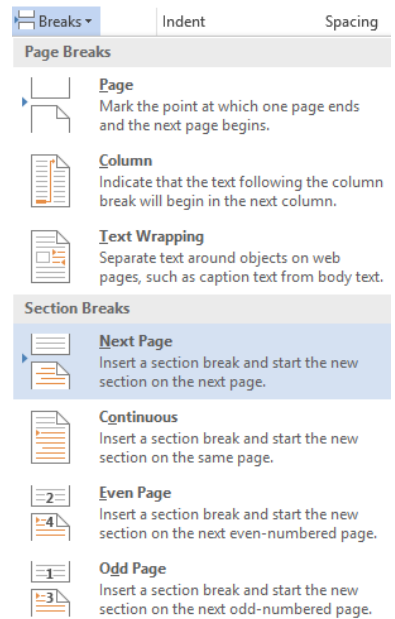 Breaks Indent Spacing
Page Breaks
Page
Mark the point at which one page ends
and the next page begins.
Column
Indicate that the text following the column
break will begin in the next column.
Text Wrapping
Separate text around objects on web
pages, such as caption text from body text.
Section Breaks
Next Page
Insert a section break and start the new
section on the next page.
Continuous
Insert a section break and start the new
section on the same page.
2
4
Even Page
Insert a section break and start the new
section on the next even-numbered page.
1
3
Odd Page
Insert a section break and start the new
section on the next odd-numbered page.